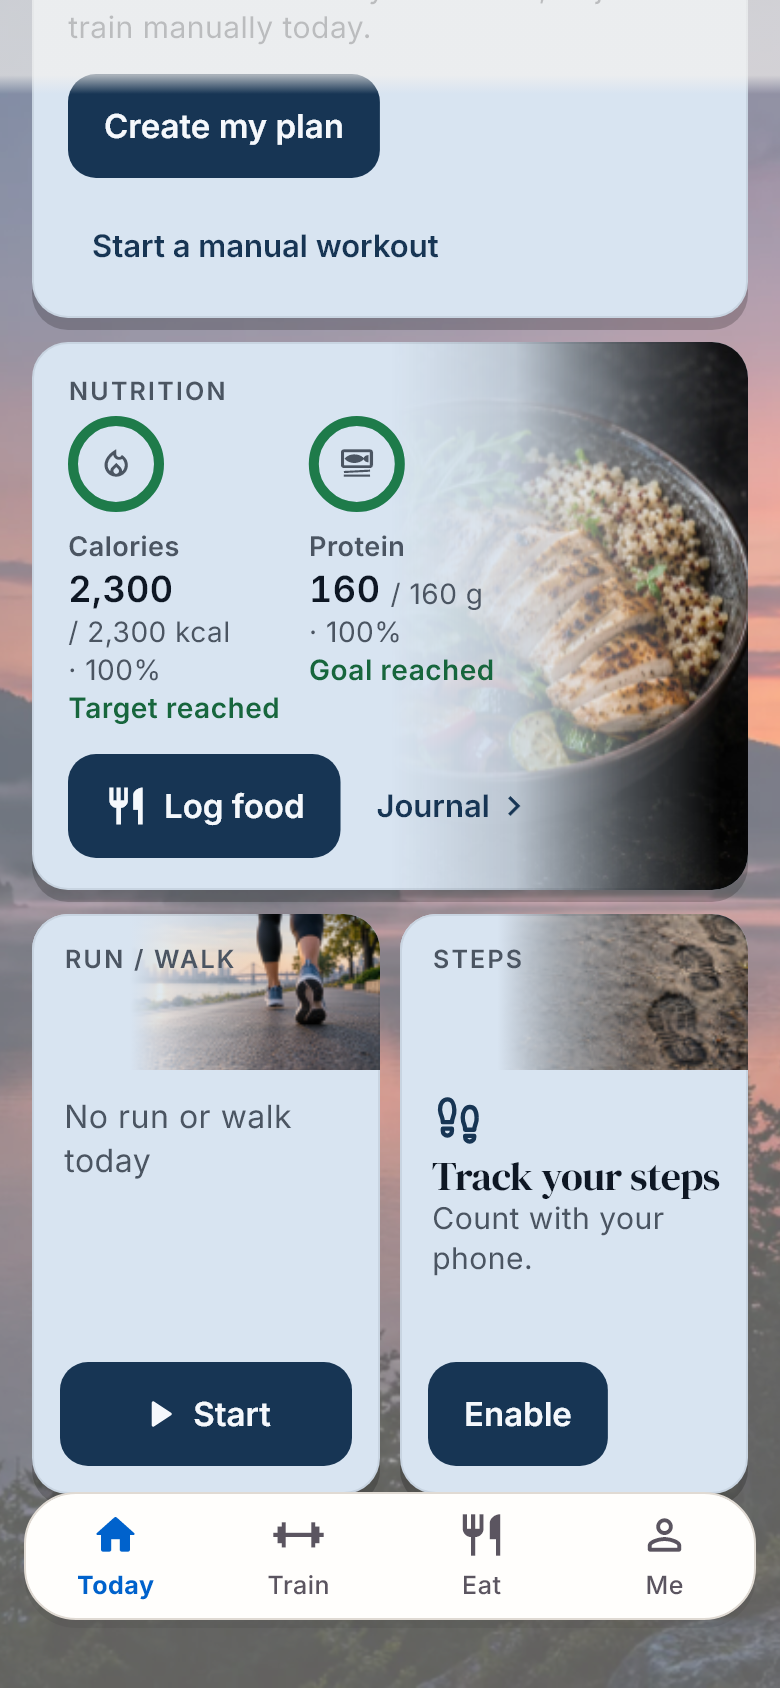 train manually today.
Create my plan
Start a manual workout
NUTRITION
Calories
2,300
/ 2,300 kcal
· 100%
Target reached
Protein
160 / 160 g
· 100%
Goal reached
Log food
Journal
RUN / WALK
No run or walk
today
Start
STEPS
Track your steps
Count with your
phone.
Enable
Today
Train
Eat
Me